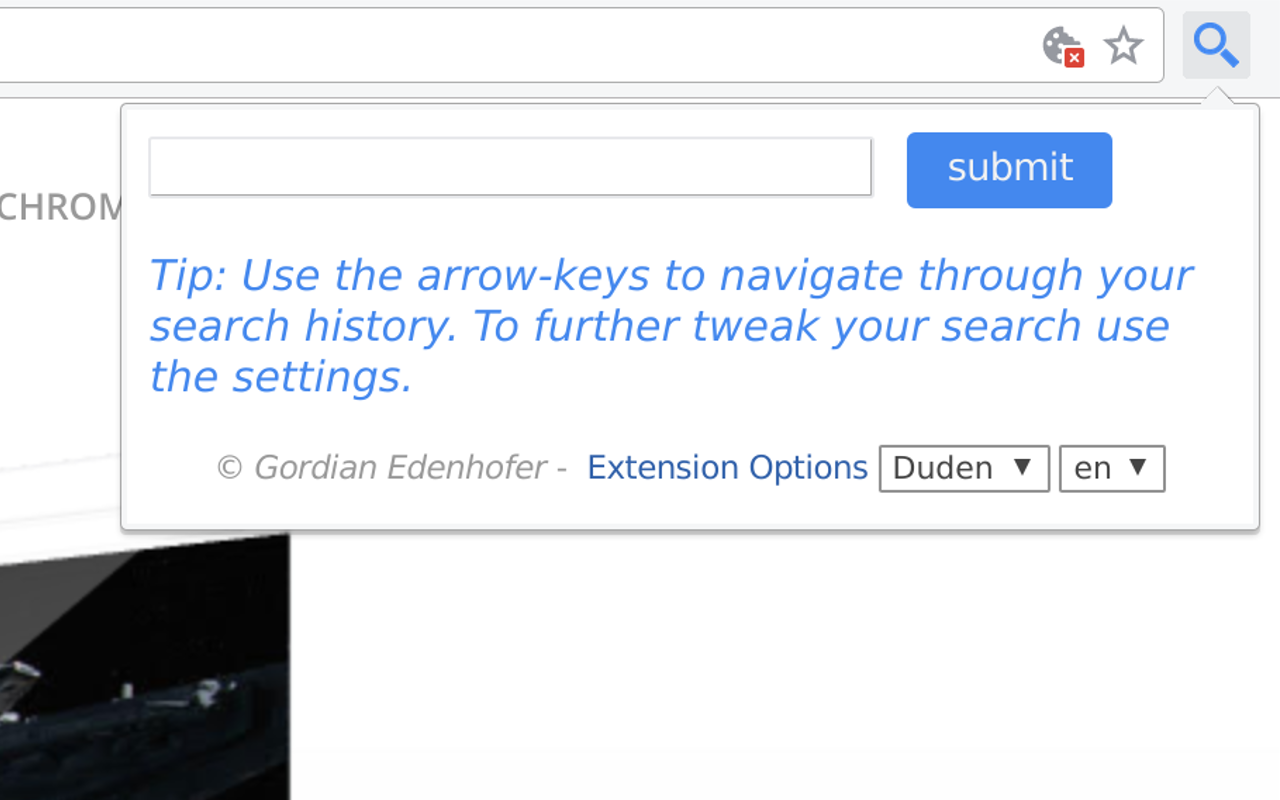 submit
CHROM
Tip: Use the arrow-keys to navigate through your
search history. To further tweak your search use
the settings.
© Gordian Edenhofer - Extension Options Duden ▼ en ▼